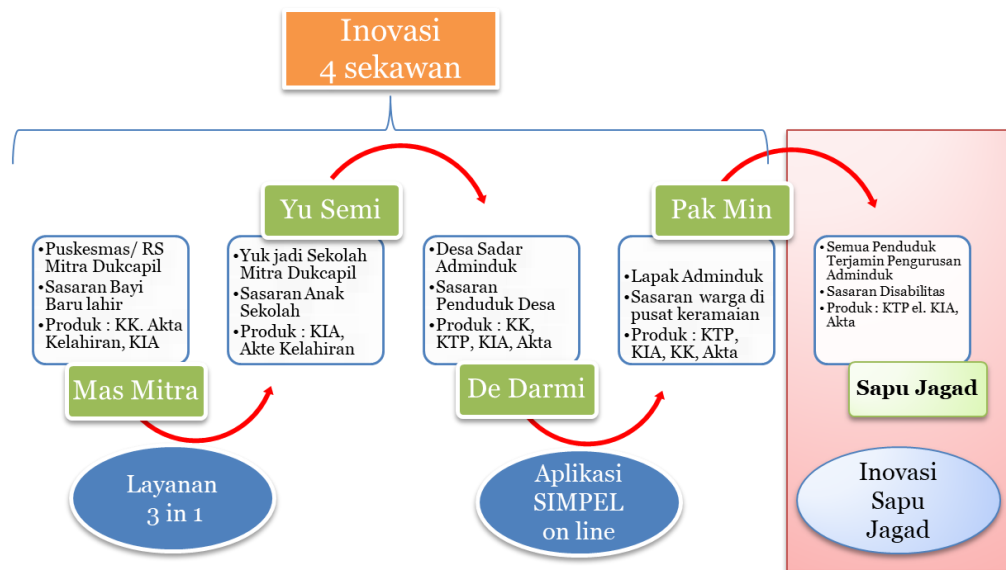 Inovasi
4 sekawan
Yu Semi
Pak Min
•Puskesmas/ RS
Mitra Dukcapil
•Sasaran Bayi
Baru lahir
•Produk : KK. Akta
Kelahiran, KIA
•Yuk jadi Sekolah
Mitra Dukcapil
•Sasaran Anak
Sekolah
•Produk : KIA,
Akte Kelahiran
•Desa Sadar
Adminduk
•Sasaran
Penduduk Desa
•Produk : KK,
KTP, KIA, Akta
•Lapak Adminduk
•Sasaran warga di
pusat keramaian
•Produk : KTP,
KIA, KK, Akta
•Semua Penduduk
Terjamin Pengurusan
Adminduk
•Sasaran Disabilitas
•Produk : KTP el. KIA,
Akta
Mas Mitra
De Darmi
Sapu Jagad
Layanan
3 in 1
Aplikasi
SIMPEL
on line
Inovasi
Sapu
Jagad